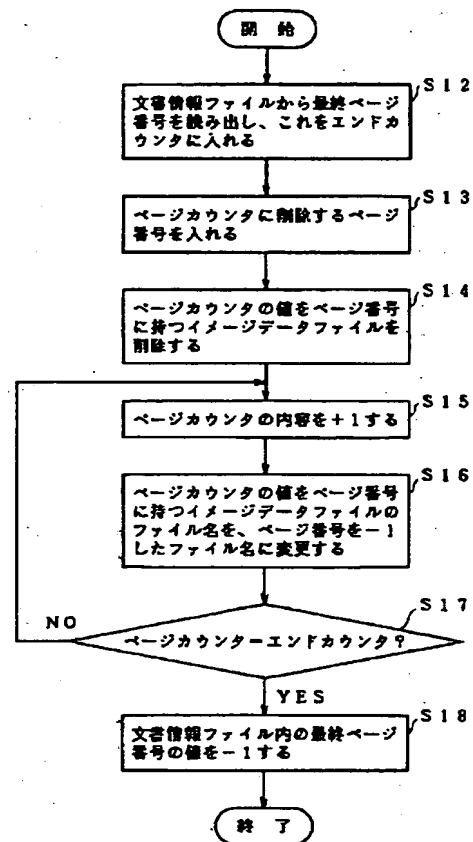 開 始
S12
文書情報ファイルから最終ページ
番号を読み出し、これをエンドカ
ウンタに入れる
S13
ページカウンタに削除するページ
番号を入れる
S14
ページカウンタの値をページ番号
に持つイメージデータファイルを
削除する
S15
ページカウンタの内容を+1する
S16
ページカウンタの値をページ番号
に持つイメージデータファイルの
ファイル名を、ページ番号を-1
したファイル名に変更する
S17
NO
ページカウンタ=エンドカウンタ?
YES
S18
文書情報ファイル内の最終ページ
番号の値を-1する
終 了